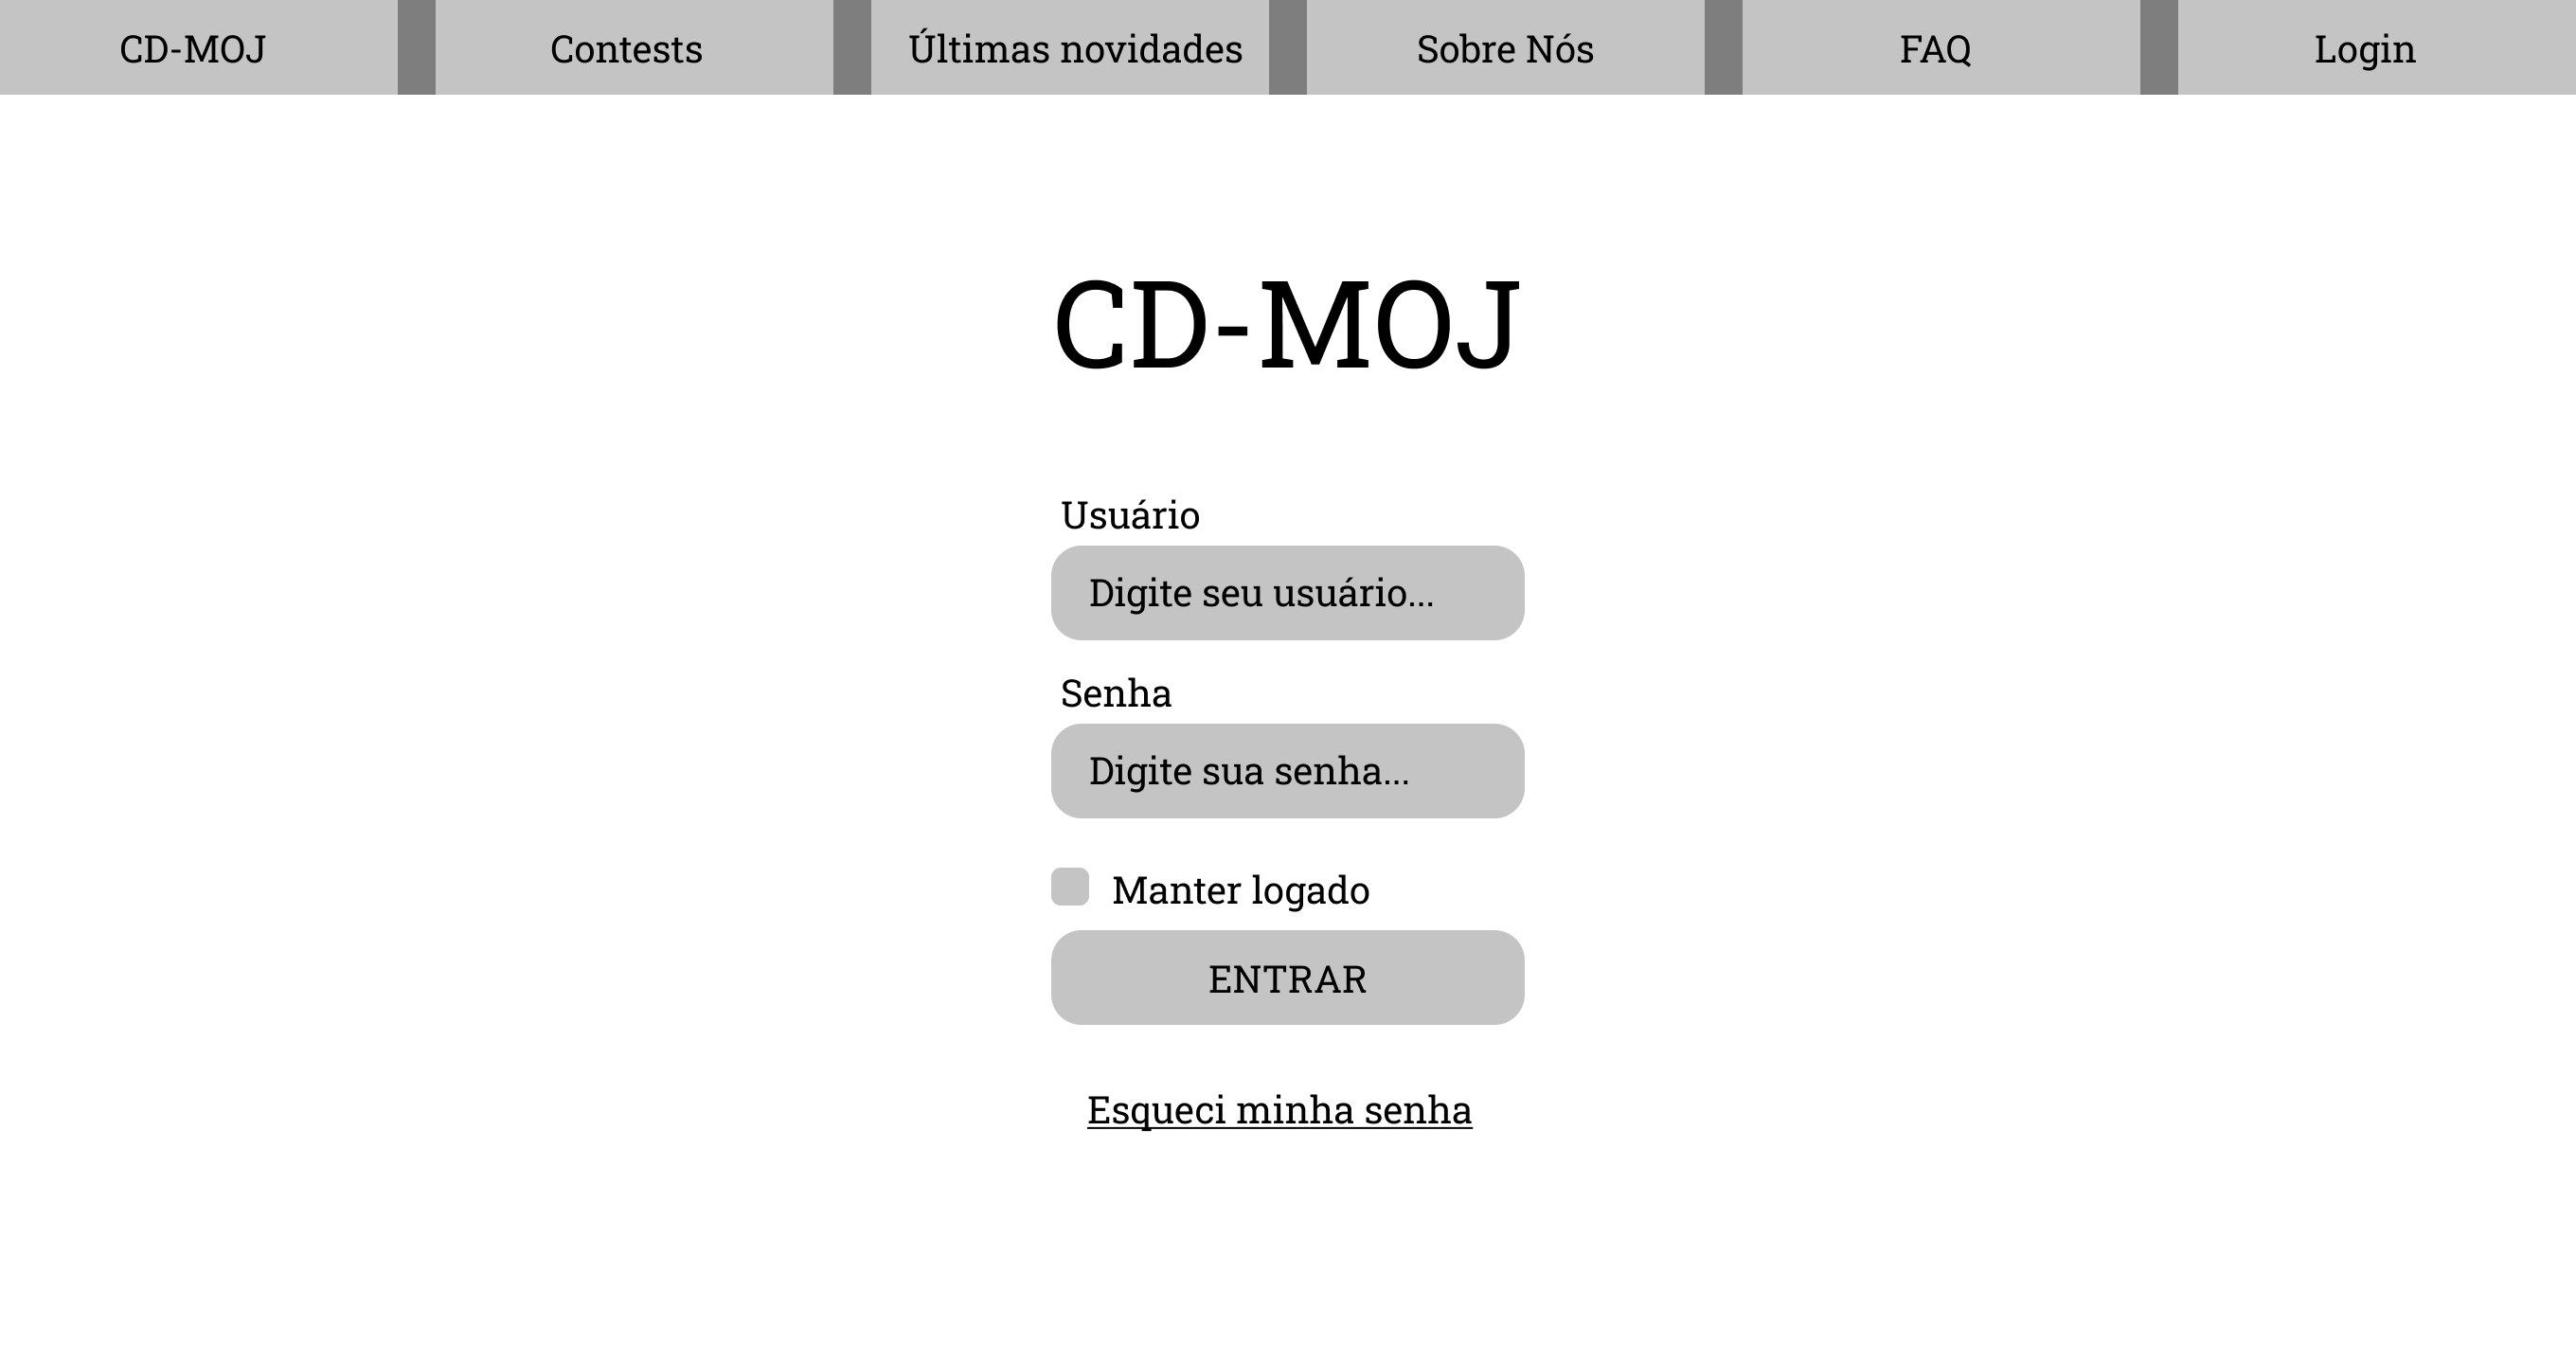 CD-MOJ
Contests
Últimas novidades
Sobre Nós
FAQ
Login
CD-MOJ
Usuário
Digite seu usuário...
Senha
Digite sua senha...
Manter logado
ENTRAR
Esqueci minha senha